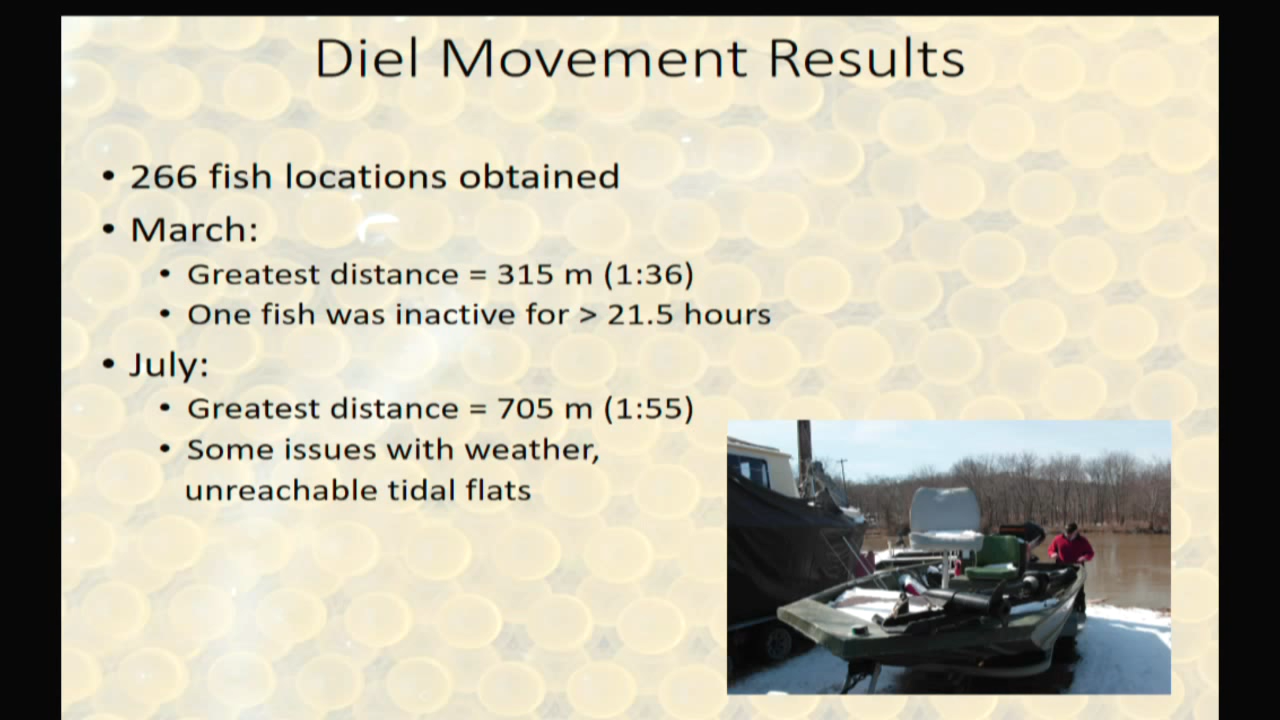 Diel Movement Results
• 266 fish locations obtained
• March:
• Greatest distance = 315 m (1:36)
• One fish was inactive for > 21.5 hours
• July:
• Greatest distance = 705 m (1:55)
• Some issues with weather,
unreachable tidal flats